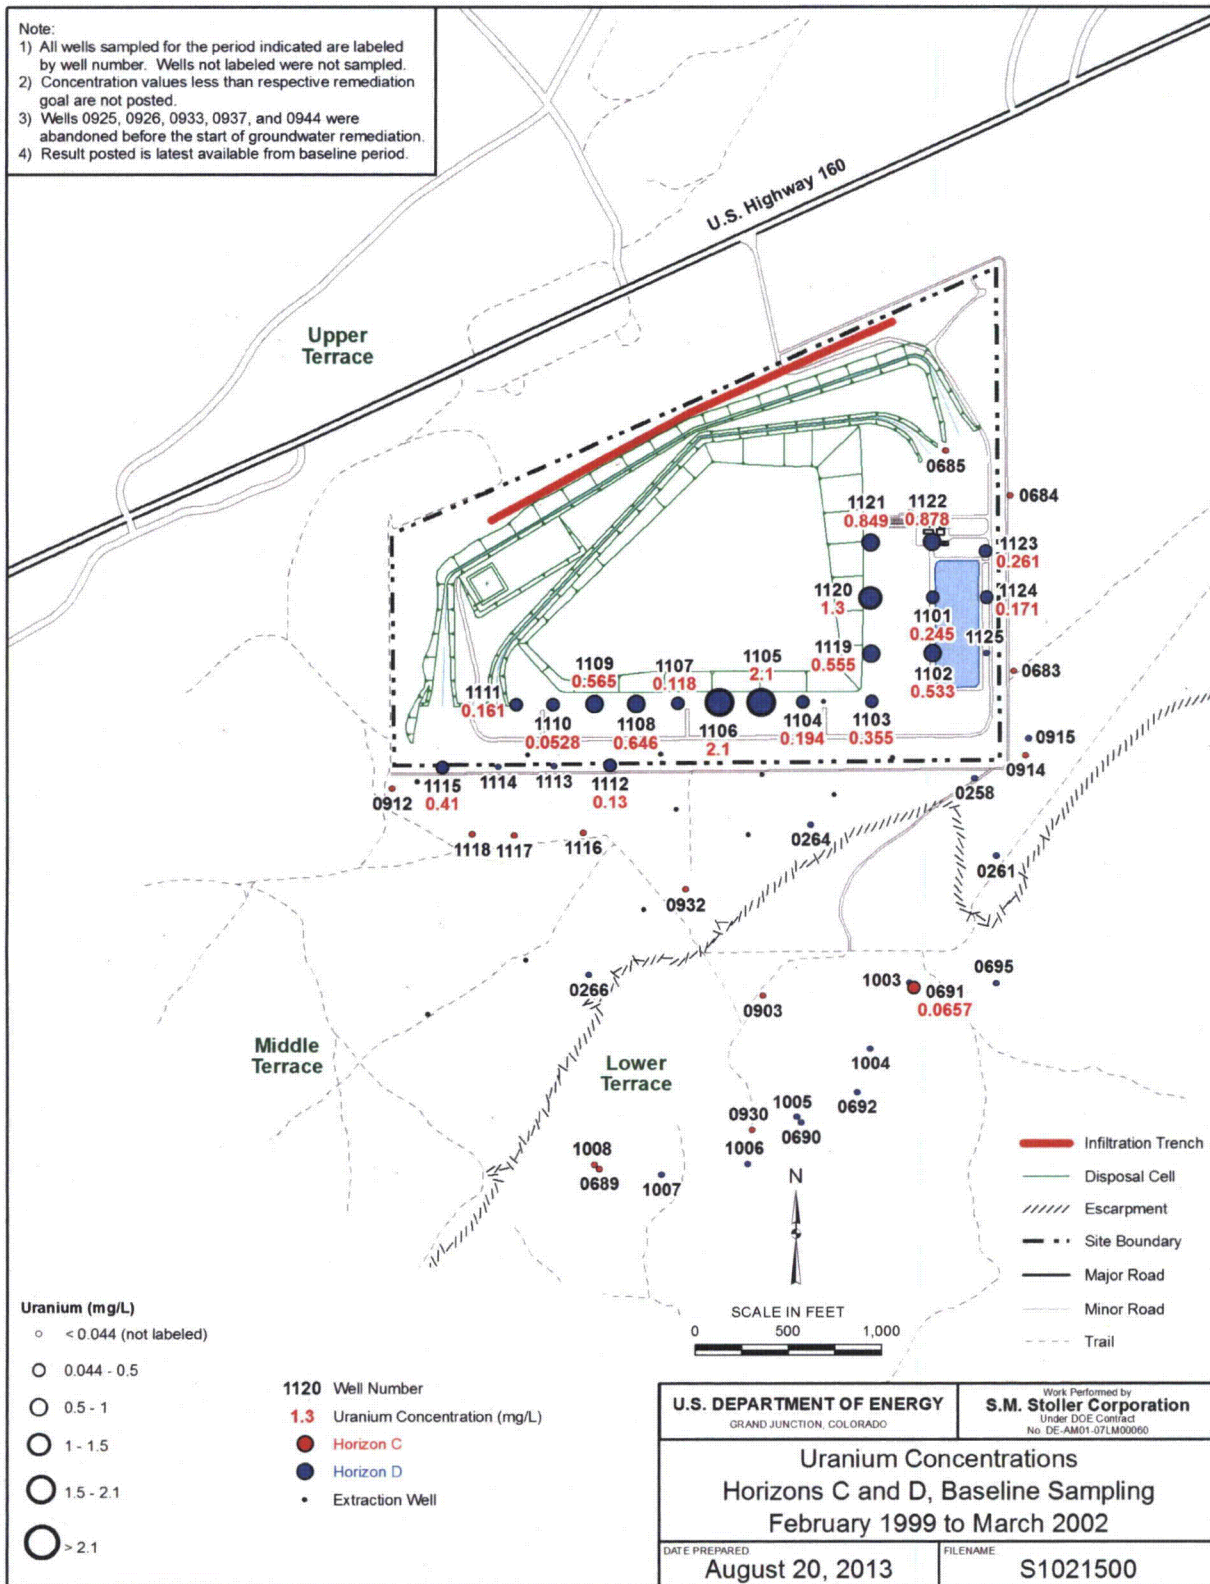 Note:
1) All wells sampled for the period indicated are labeled
by well number. Wells not labeled were not sampled.
2) Concentration values less than respective remediation
goal are not posted.
3) Wells 0925, 0926, 0933, 0937, and 0944 were
abandoned before the start of groundwater remediation.
4) Result posted is latest available from baseline period.
U.S. Highway 160
Upper
Terrace
0685
0684
1121
0.849
1122
0.878
1123
0.261
1120
1.3
1101
0.245
1124
0.171
1125
1119
0.555
1102
0.533
0683
1109
0.565
1107
0.118
1105
2.1
1111
0.161
1110
0.0528
1108
0.646
1106
2.1
1104
0.194
1103
0.355
0915
0914
0258
0912
1115
0.41
1114
1113
1112
0.13
1118
1117
1116
0264
0261
0932
0266
0903
1003
0691
0.0657
0695
Middle
Terrace
Lower
Terrace
1004
0692
1005
0690
0930
1006
1008
0689
1007
N
SCALE IN FEET
0 500 1,000
Infiltration Trench
Disposal Cell
Escarpment
Site Boundary
Major Road
Minor Road
Trail
Uranium (mg/L)
< 0.044 (not labeled)
0.044 - 0.5
0.5 - 1
1 - 1.5
1.5 - 2.1
> 2.1
1120 Well Number
1.3 Uranium Concentration (mg/L)
Horizon C
Horizon D
Extraction Well
U.S. DEPARTMENT OF ENERGY
GRAND JUNCTION, COLORADO
Work Performed by
S.M. Stoller Corporation
Under DOE Contract
No. DE-AM01-07LM00060
Uranium Concentrations
Horizons C and D, Baseline Sampling
February 1999 to March 2002
DATE PREPARED
August 20, 2013
FILENAME
S1021500